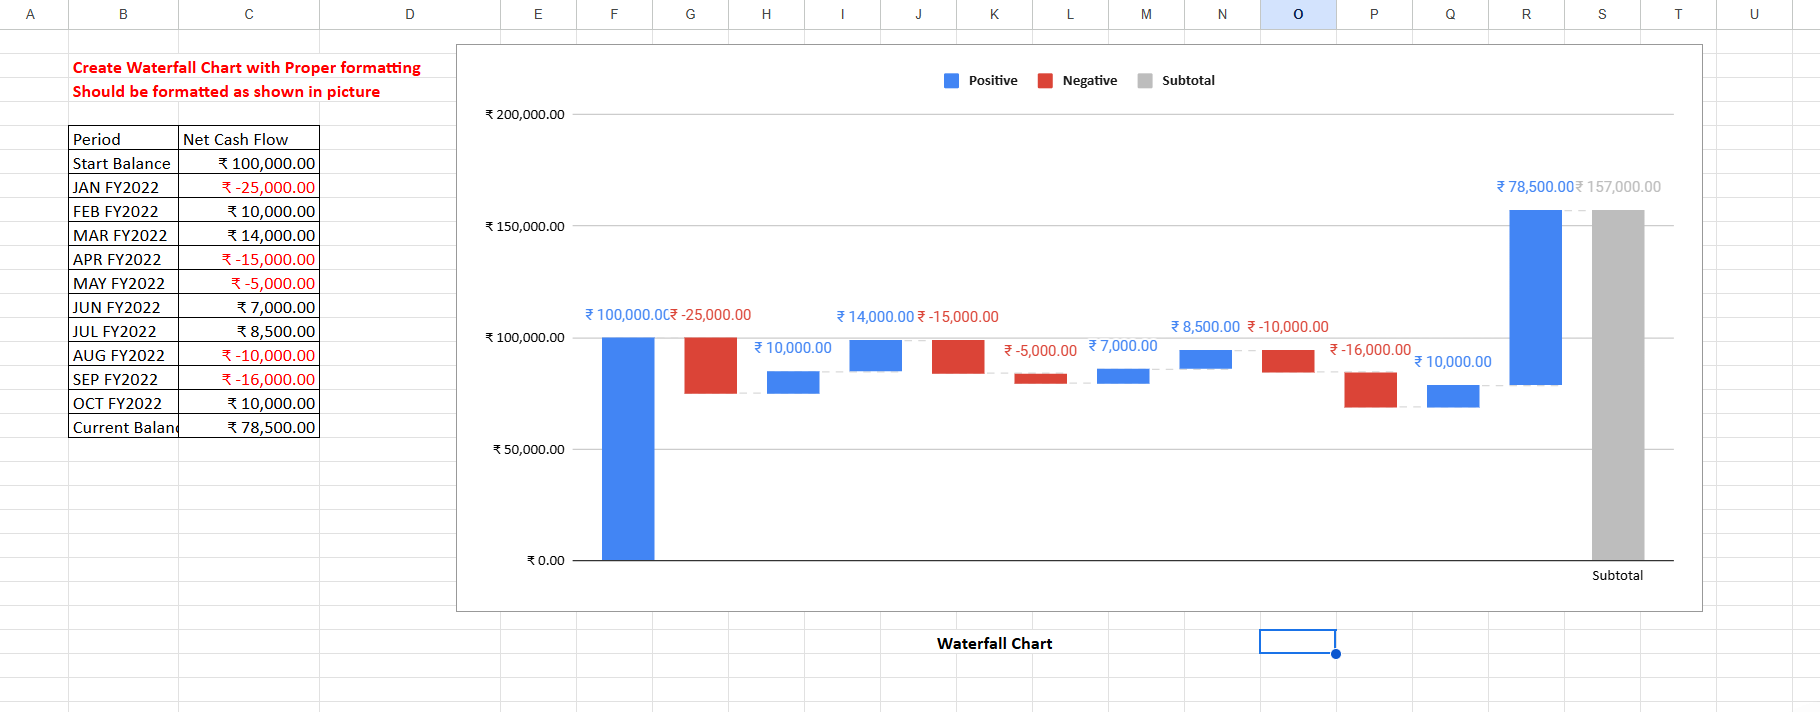 A B C D E F G H I J K L M N O P Q R S T U
Create Waterfall Chart with Proper formatting
Should be formatted as shown in picture
Period Net Cash Flow
Start Balance ₹ 100,000.00
JAN FY2022 ₹ -25,000.00
FEB FY2022 ₹ 10,000.00
MAR FY2022 ₹ 14,000.00
APR FY2022 ₹ -15,000.00
MAY FY2022 ₹ -5,000.00
JUN FY2022 ₹ 7,000.00
JUL FY2022 ₹ 8,500.00
AUG FY2022 ₹ -10,000.00
SEP FY2022 ₹ -16,000.00
OCT FY2022 ₹ 10,000.00
Current Balan ₹ 78,500.00
Positive Negative Subtotal
₹ 200,000.00
₹ 150,000.00
₹ 100,000.00
₹ 50,000.00
₹ 0.00
₹ 100,000.00
₹ -25,000.00
₹ 10,000.00
₹ 14,000.00
₹ -15,000.00
₹ -5,000.00
₹ 7,000.00
₹ 8,500.00
₹ -10,000.00
₹ -16,000.00
₹ 10,000.00
₹ 78,500.00
₹ 157,000.00
Subtotal
Waterfall Chart